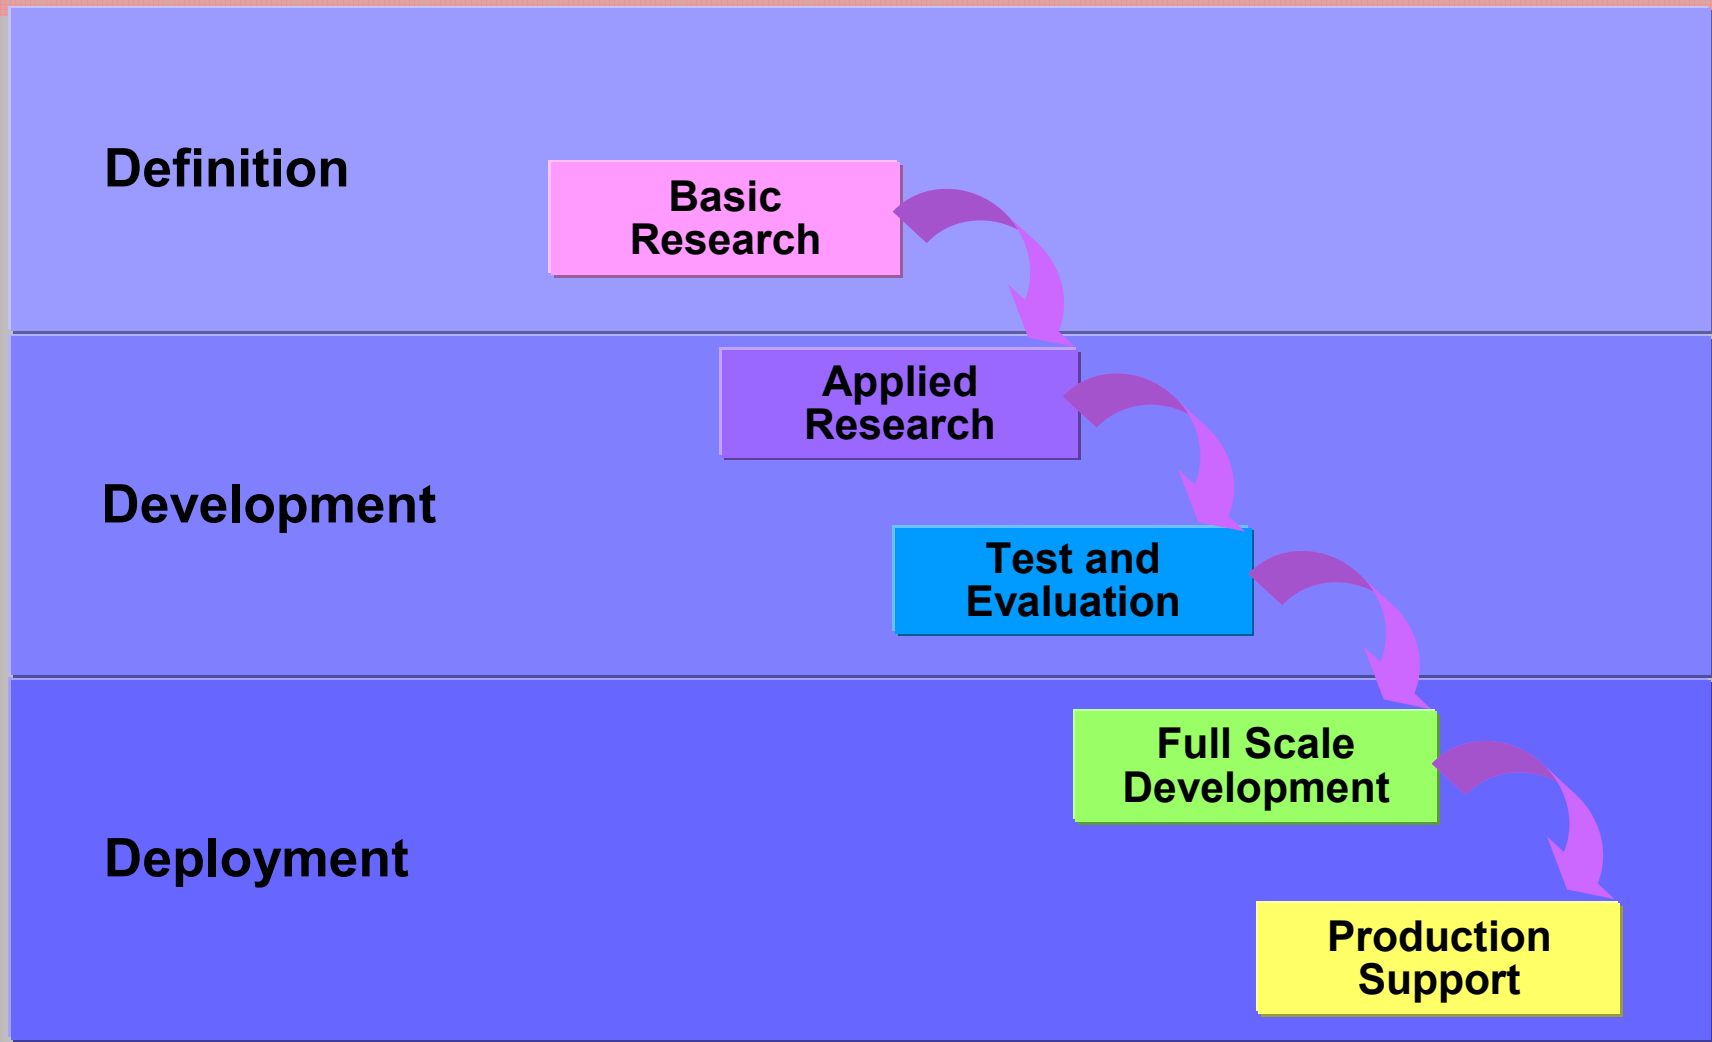 Definition
Basic
Research
Applied
Research
Development
Test and
Evaluation
Full Scale
Development
Deployment
Production
Support